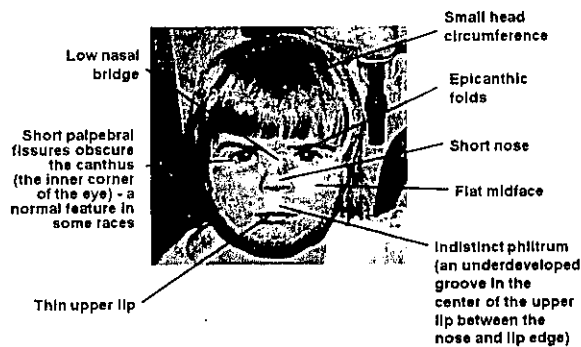 Small head
circumference
Low nasal
bridge
Epicanthic
folds
Short palpebral
fissures obscure
the canthus
(the inner corner
of the eye) - a
normal feature in
some races
Short nose
Flat midface
Indistinct philtrum
(an underdeveloped
groove in the
center of the upper
lip between the
nose and lip edge)
Thin upper lip